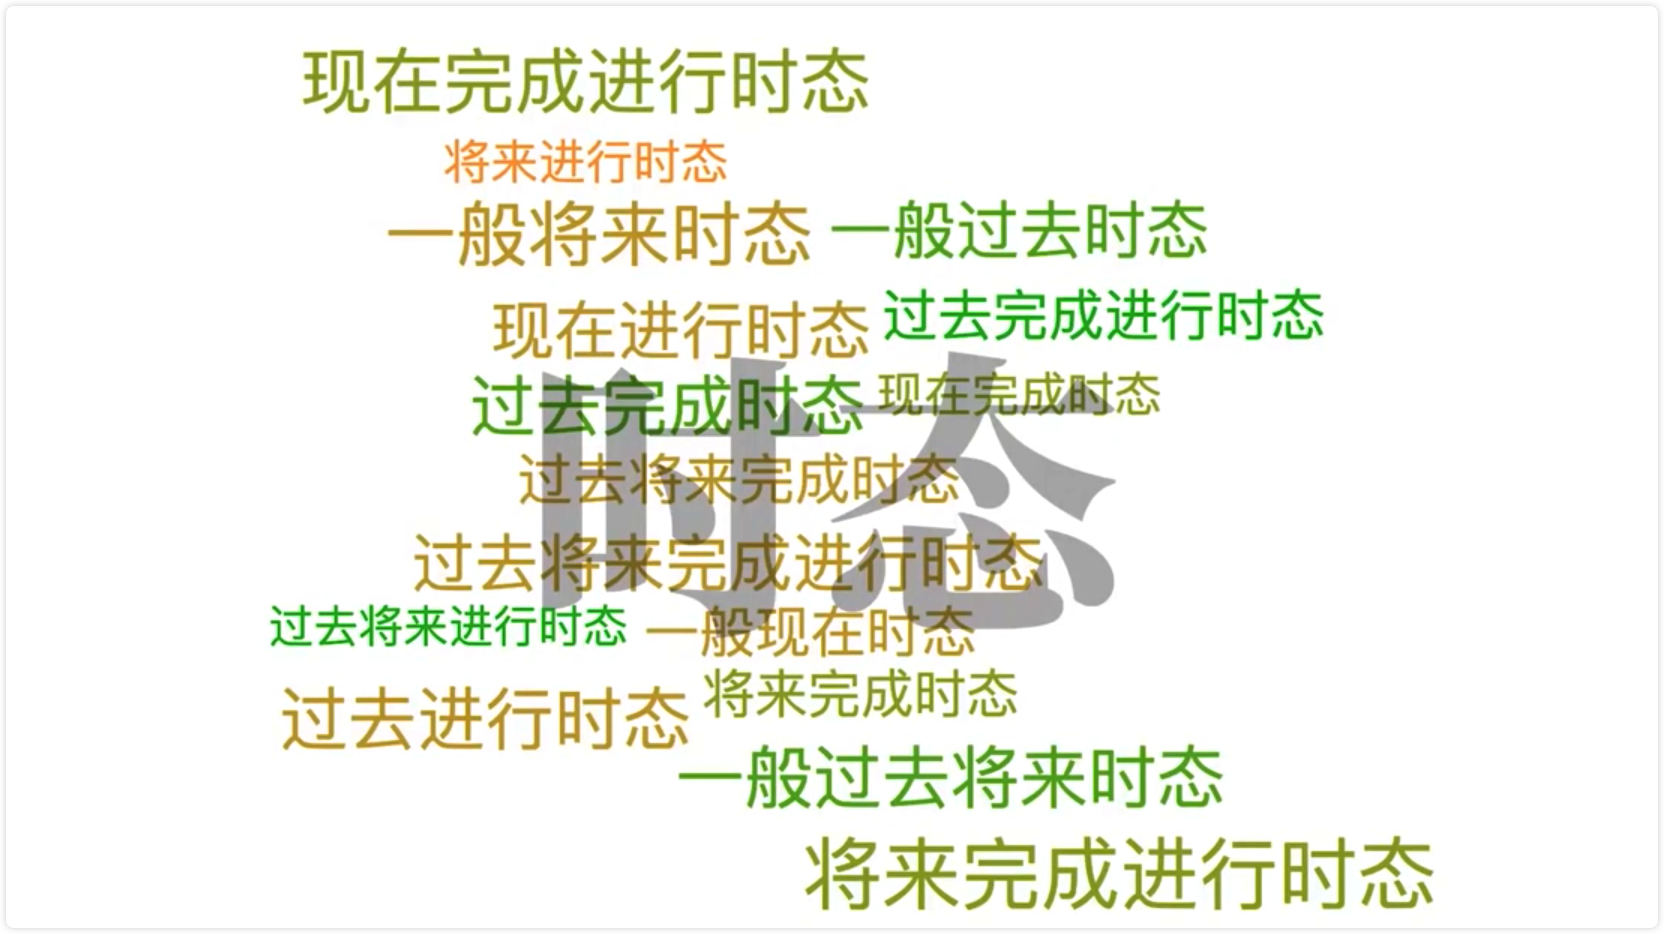 现在完成进行时态
将来进行时态
一般将来时态 一般过去时态
现在进行时态 过去完成进行时态
过去完成时态 现在完成时态
时态
过去将来完成时态
过去将来完成进行时态
过去将来进行时态 一般现在时态
过去进行时态 将来完成时态
一般过去将来时态
将来完成进行时态